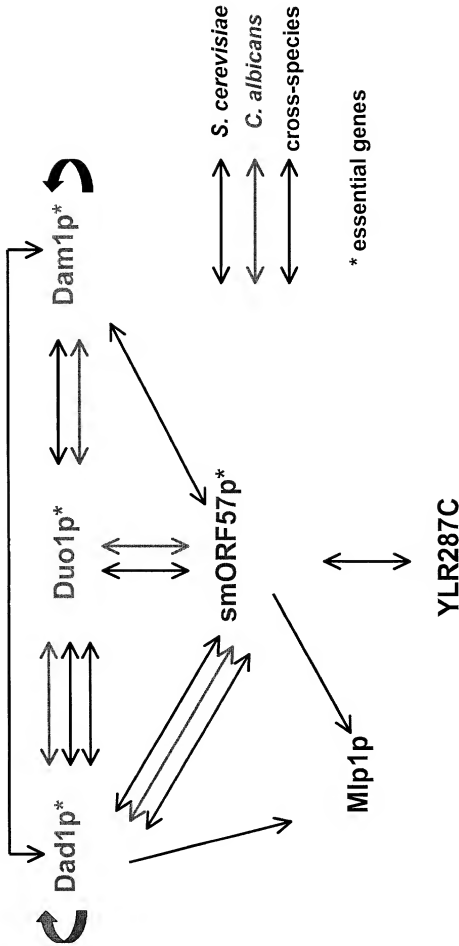 Dad1p*
Duo1p*
Dam1p*
smORF57p*
Mlp1p
YLR287C
S. cerevisiae
C. albicans
cross-species
* essential genes